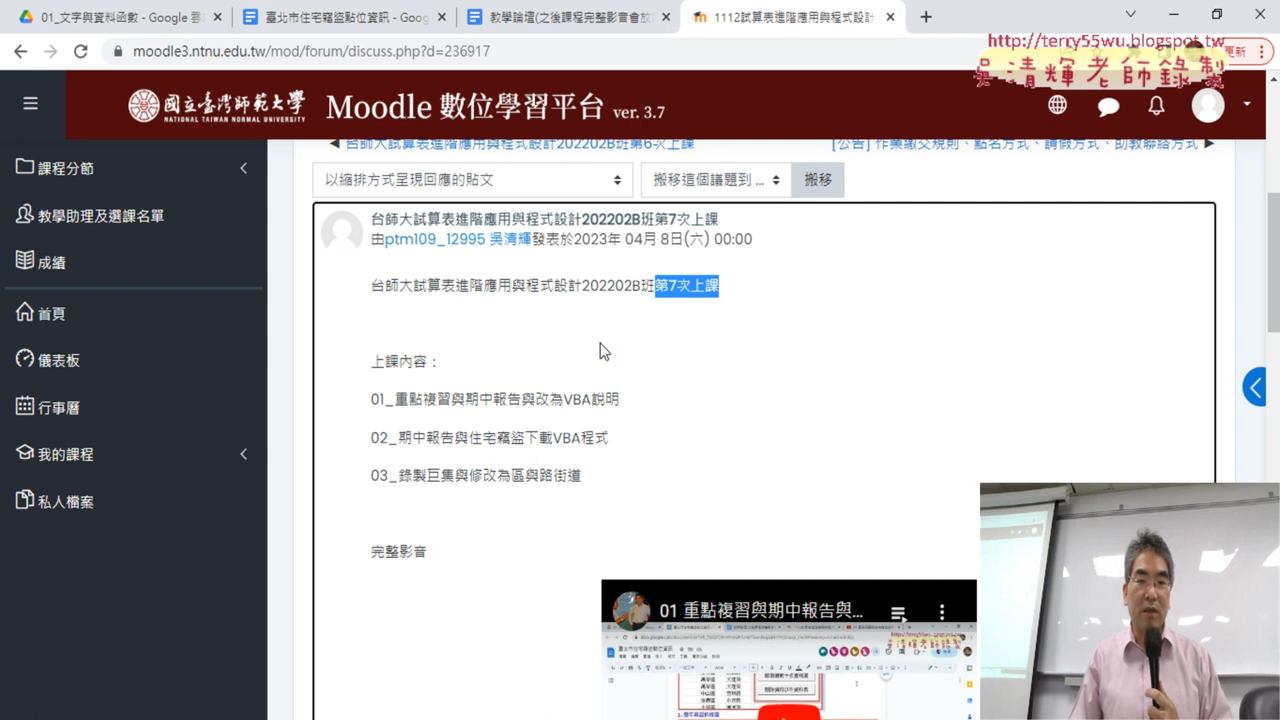 01_文字與資料函數 - Google 雲
臺北市住宅竊盜點位資訊 - Goog
教學論壇(之後課程完整影音會放
1112試算表進階應用與程式設計
moodle3.ntnu.edu.tw/mod/forum/discuss.php?d=236917
更新
http://terry55wu.blogspot.tw
吳清輝老師錄製
國立臺灣師範大學
NATIONAL TAIWAN NORMAL UNIVERSITY
Moodle 數位學習平台 ver. 3.7
課程分節
教學助理及選課名單
成績
首頁
儀表板
行事曆
我的課程
私人檔案
◀ 台師大試算表進階應用與程式設計202202B班第6次上課
[公告] 作業繳交規則、點名方式、請假方式、助教聯絡方式 ▶
以縮排方式呈現回應的貼文
搬移這個議題到 ...
搬移
台師大試算表進階應用與程式設計202202B班第7次上課
由ptm109_12995 吳清輝發表於2023年 04月 8日(六) 00:00
台師大試算表進階應用與程式設計202202B班第7次上課
上課內容：
01_重點複習與期中報告與改為VBA說明
02_期中報告與住宅竊盜下載VBA程式
03_錄製巨集與修改為區與路街道
完整影音
01 重點複習與期中報告與...
臺北市住宅竊盜點位資訊